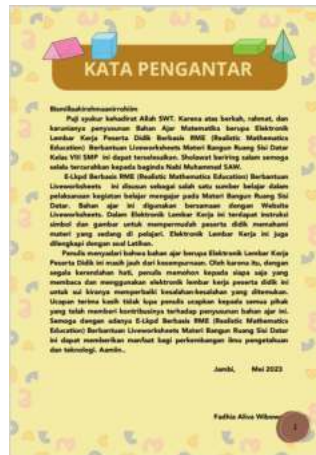 KATA PENGANTAR
Bismillaahirrohmaanirrohiim
Puji syukur kehadirat Allah SWT. Karena atas berkah, rahmat, dan
karunianya penyusunan Bahan Ajar Matematika berupa Elektronik
Lembar Kerja Peserta Didik Berbasis RME (Realistic Mathematics
Education) Berbantuan Liveworksheets Materi Bangun Ruang Sisi Datar
Kelas VIII SMP ini dapat terselesaikan. Sholawat beriring salam semoga
selalu tercurahkan kepada baginda Nabi Muhammad SAW.
E-Lkpd Berbasis RME (Realistic Mathematics Education) Berbantuan
Liveworksheets ini disusun sebagai salah satu sumber belajar dalam
pelaksanaan kegiatan belajar mengajar pada Materi Bangun Ruang Sisi
Datar. Bahan ajar ini digunakan bersamaan dengan Website
Liveworksheets. Dalam Elektronik Lembar Kerja ini terdapat instruksi
simbol dan gambar untuk mempermudah peserta didik memahami
materi yang sedang di pelajari. Elektronik Lembar Kerja ini juga
dilengkapi dengan soal Latihan.
Penulis menyadari bahwa bahan ajar berupa Elektronik Lembar Kerja
Peserta Didik ini masih jauh dari kesempurnaan. Oleh karena itu, dengan
segala kerendahan hati, penulis memohon kepada siapa saja yang
membaca dan menggunakan elektronik lembar kerja peserta didik ini
untuk sui kiranya memperbaiki kesalahan-kesalahan yang ditemukan.
Ucapan terima kasih tidak lupa penulis ucapkan kepada semua pihak
yang telah memberi kontribusinya terhadap penyusunan bahan ajar ini.
Semoga dengan adanya E-Lkpd Berbasis RME (Realistic Mathematics
Education) Berbantuan Liveworksheets Materi Bangun Ruang Sisi Datar
ini dapat memberikan manfaat bagi perkembangan ilmu pengetahuan
dan teknologi. Aamiin..
Jambi, Mei 2023
Fadhia Aliva